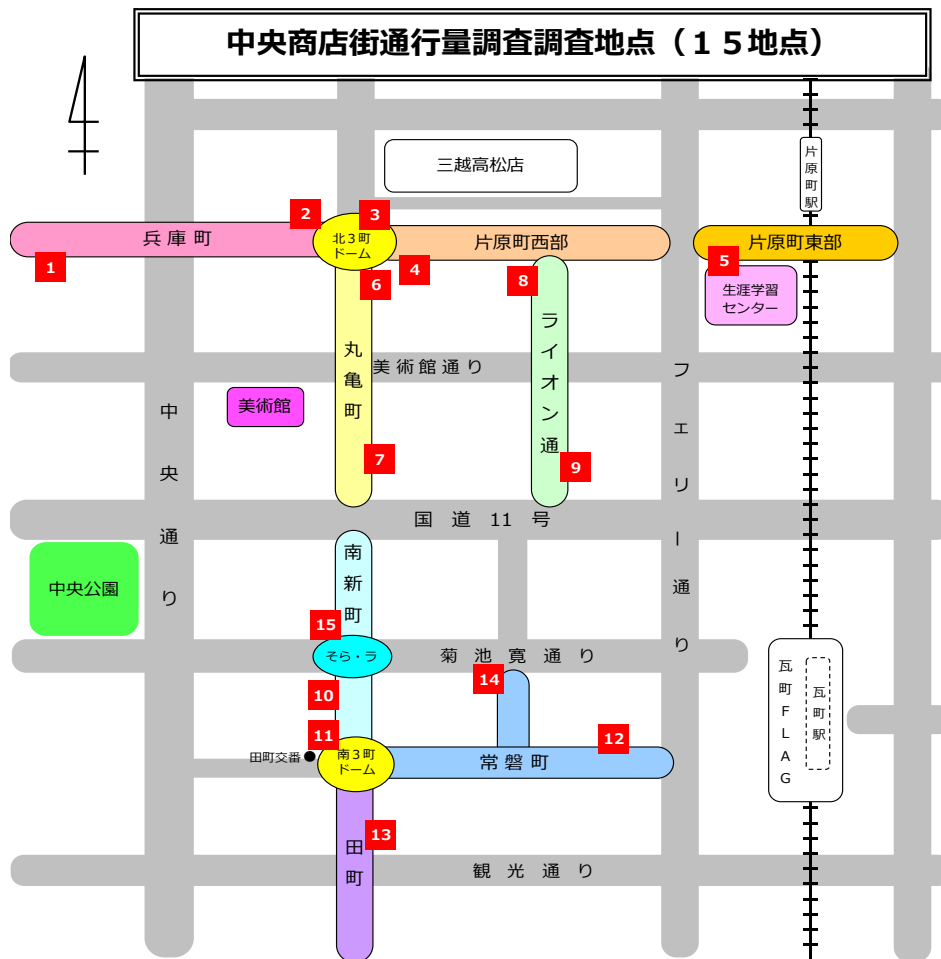 中央商店街通行量調査調査地点（１５地点）
三越高松店
片原町駅
2
3
兵庫町
北３町
ドーム
片原町西部
片原町東部
1
4
5
6
8
生涯学習
センター
丸亀町
ライオン通
美術館通り
フェリー通り
美術館
中央通り
7
9
国道11号
南新町
中央公園
15
そら・ラ
菊池寛通り
14
10
瓦町ＦＬＡＧ
瓦町駅
11
12
田町交番
南３町
ドーム
常磐町
13
田町
観光通り